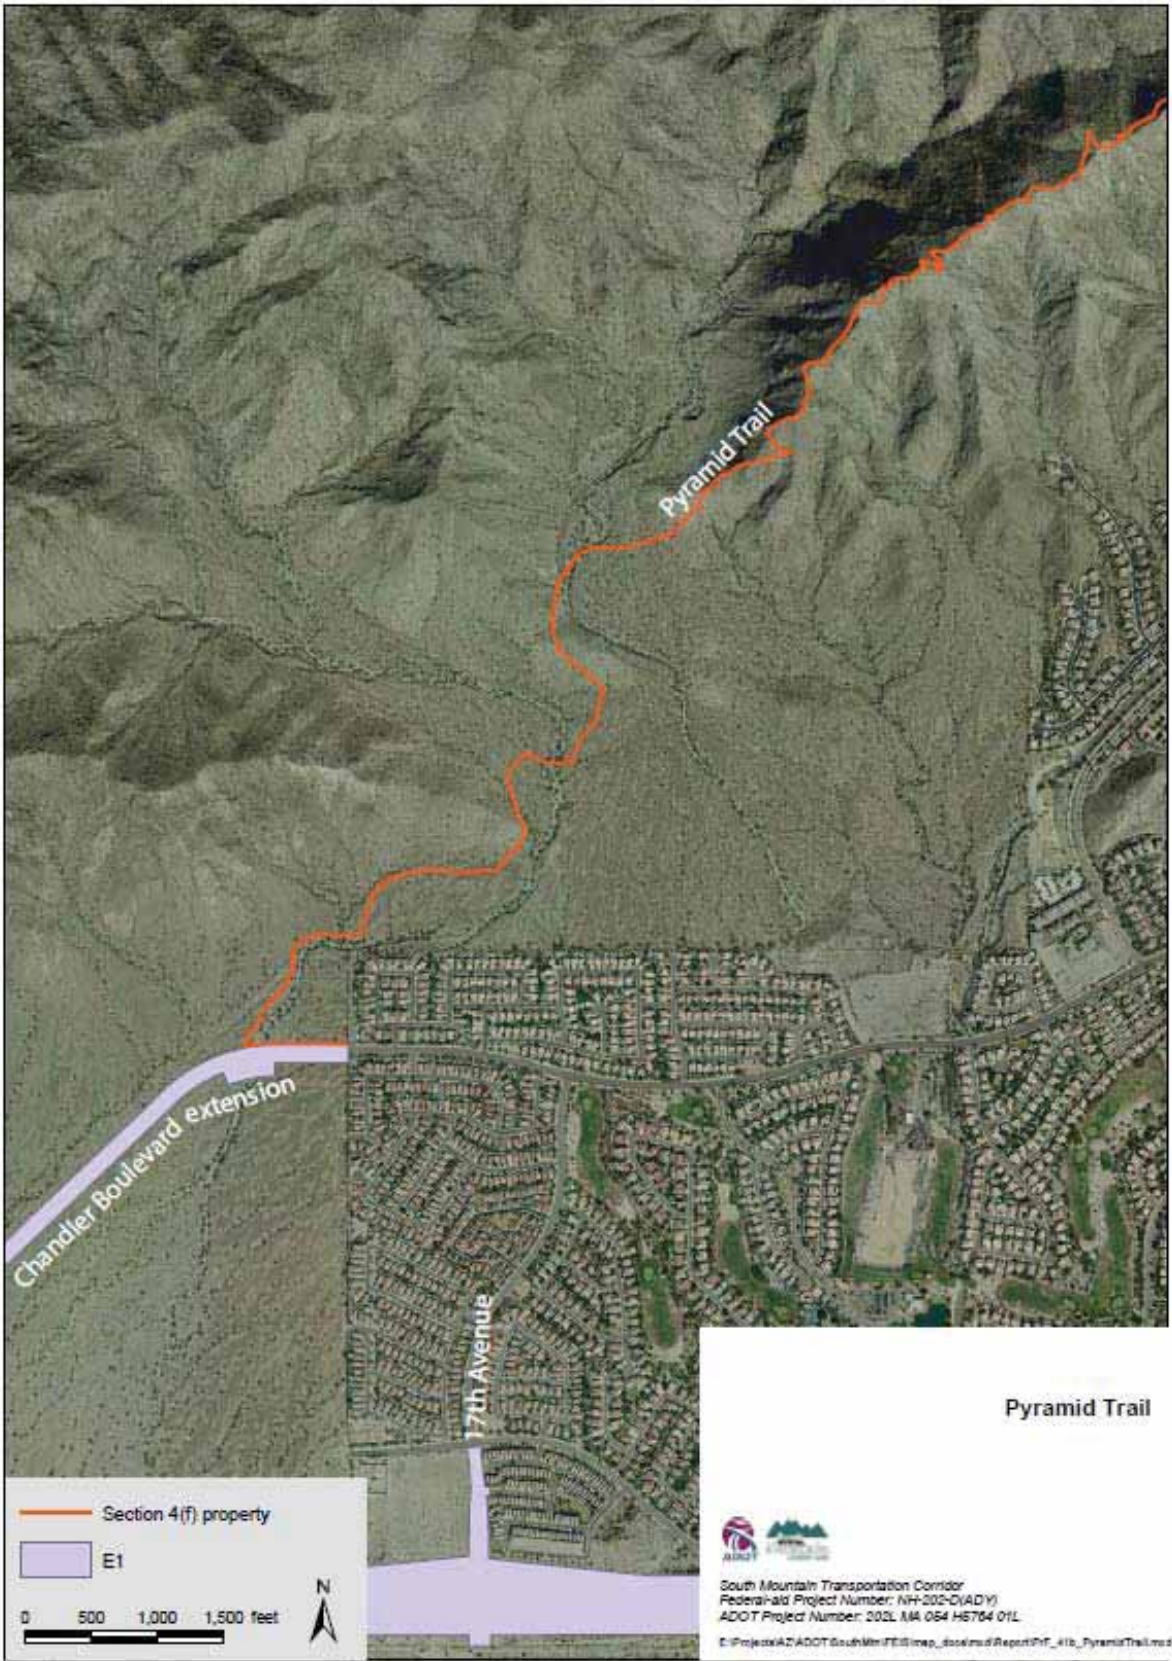 Pyramid Trail
Chandler Boulevard extension
17th Avenue
Pyramid Trail
Section 4(f) property
E1
N
0 500 1,000 1,500 feet
ADOT
South Mountain Transportation Corridor
Federal-aid Project Number: NH-202-D(ADY)
ADOT Project Number: 202L MA 054 H5764 01L